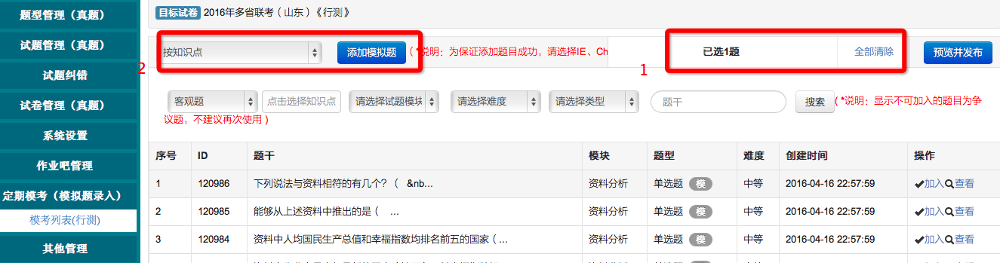 题型管理（真题）
试题管理（真题）
试题纠错
试卷管理（真题）
系统设置
作业吧管理
定期模考（模拟题录入）
模考列表(行测)
其他管理
目标试卷 2016年多省联考（山东）《行测》
2 按知识点 添加模拟题 （ *说明：为保证添加题目成功，请选择IE、Ch
1 已选1题 全部清除 预览并发布
客观题 点击选择知识点 请选择试题模块 请选择难度 请选择类型 题干 搜索 ( *说明：显示不可加入的题目为争
议题，不建议再次使用 )
序号 ID 题干 模块 题型 难度 创建时间 操作
1 120986 下列说法与资料相符的有几个？（ &nb... 资料分析 单选题 模 中等 2016-04-16 22:57:59 加入 查看
2 120985 能够从上述资料中推出的是（ ... 资料分析 单选题 模 中等 2016-04-16 22:57:59 加入 查看
3 120984 资料中人均国民生产总值和幸福指数均排名前五的国家（... 资料分析 单选题 模 中等 2016-04-16 22:57:59 加入 查看